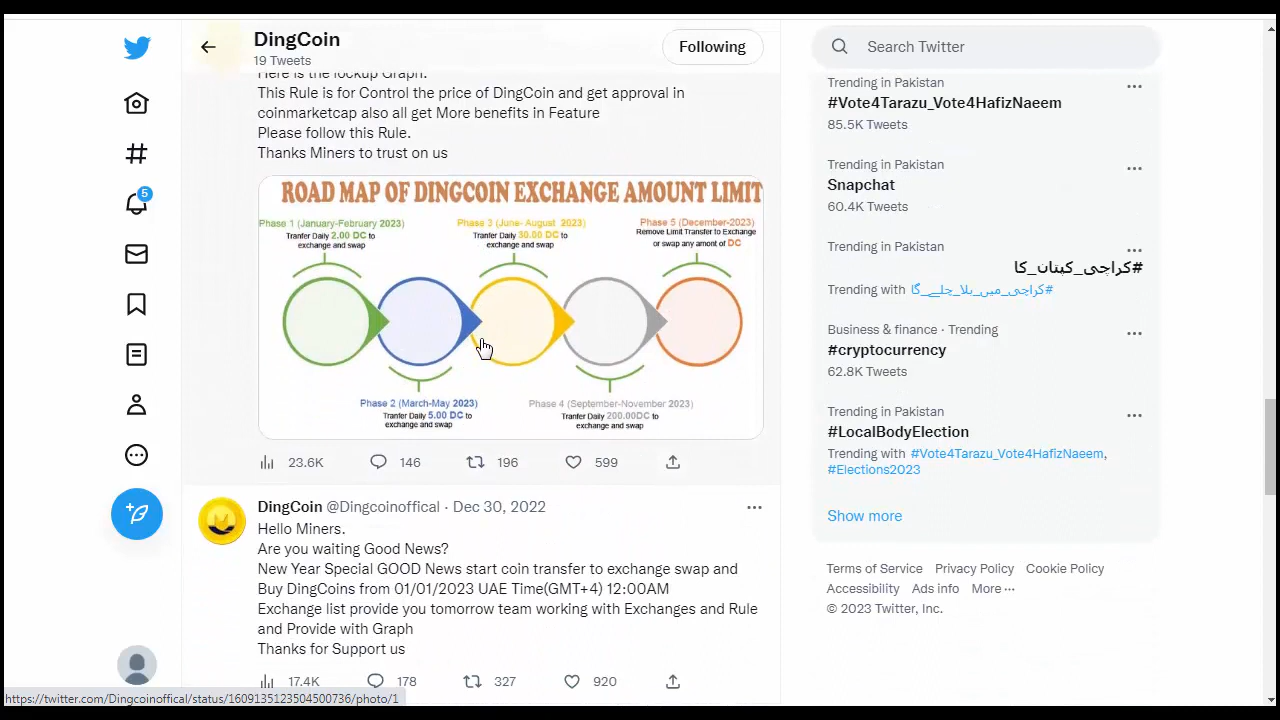 DingCoin
19 Tweets
Following
Search Twitter
Here is the lockup Graph.
This Rule is for Control the price of DingCoin and get approval in
coinmarketcap also all get More benefits in Feature
Please follow this Rule.
Thanks Miners to trust on us
ROAD MAP OF DINGCOIN EXCHANGE AMOUNT LIMIT
Phase 1 (January-February 2023)
Tranfer Daily 2.00 DC to
exchange and swap
Phase 3 (June- August 2023)
Tranfer Daily 30.00 DC to
exchange and swap
Phase 5 (December-2023)
Remove Limit Transfer to Exchange
or swap any amont of DC
Phase 2 (March-May 2023)
Tranfer Daily 5.00 DC to
exchange and swap
Phase 4 (September-November 2023)
Tranfer Daily 200.00DC to
exchange and swap
23.6K 146 196 599
DingCoin @Dingcoinoffical · Dec 30, 2022
Hello Miners.
Are you waiting Good News?
New Year Special GOOD News start coin transfer to exchange swap and
Buy DingCoins from 01/01/2023 UAE Time(GMT+4) 12:00AM
Exchange list provide you tomorrow team working with Exchanges and Rule
and Provide with Graph
Thanks for Support us
17.4K 178 327 920
5
Trending in Pakistan
#Vote4Tarazu_Vote4HafizNaeem
85.5K Tweets
Trending in Pakistan
Snapchat
60.4K Tweets
Trending in Pakistan
#کراچی_کپتان_کا
Trending with #کراچی_میں_بلا_چلے_گا
Business & finance · Trending
#cryptocurrency
62.8K Tweets
Trending in Pakistan
#LocalBodyElection
Trending with #Vote4Tarazu_Vote4HafizNaeem,
#Elections2023
Show more
Terms of Service Privacy Policy Cookie Policy
Accessibility Ads info More ···
© 2023 Twitter, Inc.
https://twitter.com/Dingcoinoffical/status/1609135123504500736/photo/1